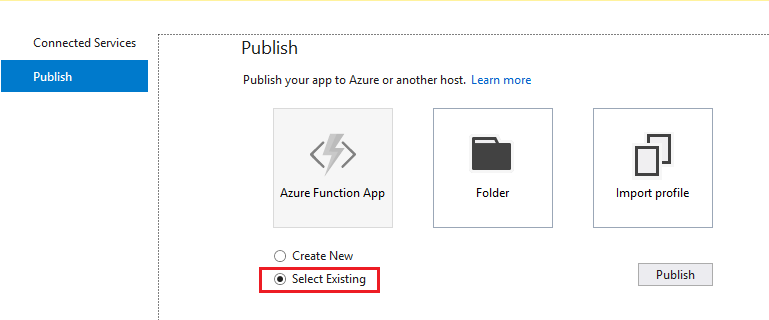 Connected Services
Publish
Publish
Publish your app to Azure or another host. Learn more
Azure Function App
Folder
Import profile
Create New
Select Existing
Publish